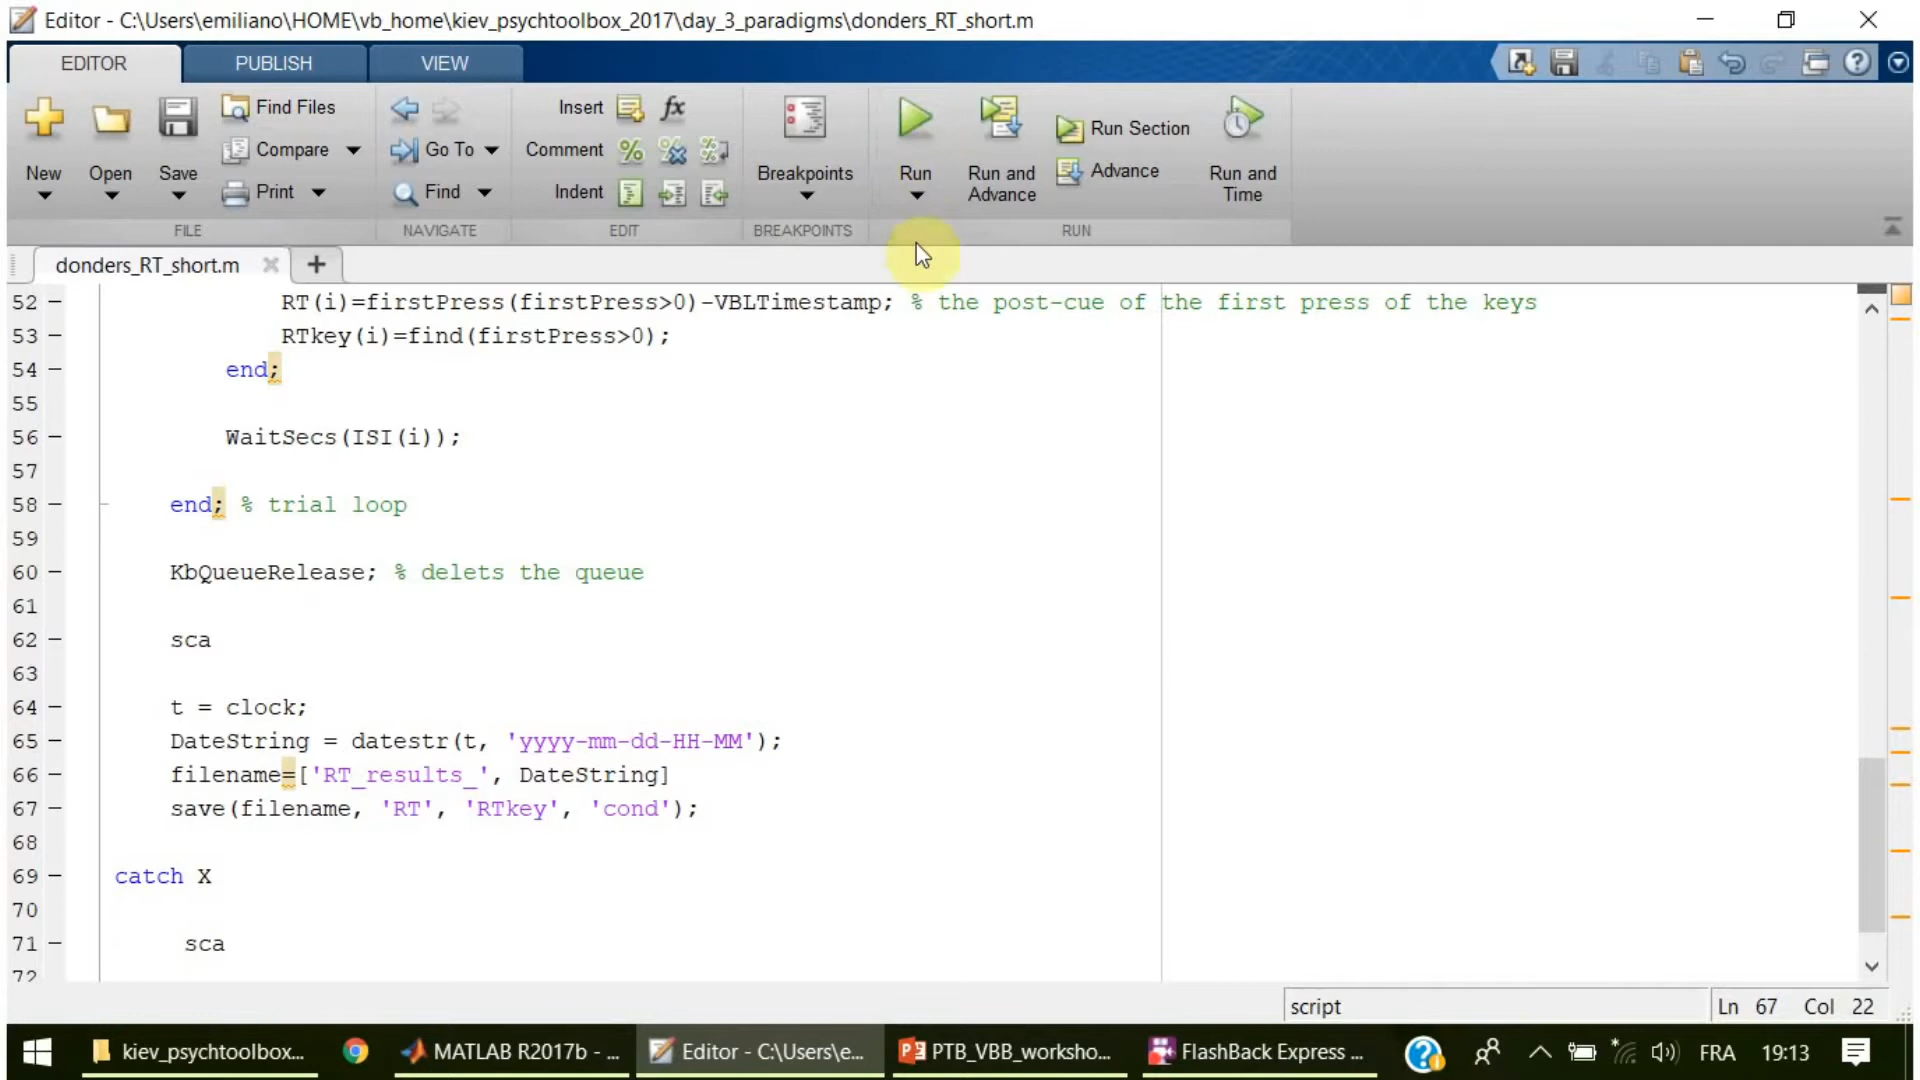 Editor - C:\Users\emiliano\HOME\vb_home\kiev_psychtoolbox_2017\day_3_paradigms\donders_RT_short.m
EDITOR PUBLISH VIEW
New Open Save Find Files Compare Print
Go To Find
Insert fx
Comment
Indent
Breakpoints
Run Run and Advance Run Section Advance Run and Time
FILE NAVIGATE EDIT BREAKPOINTS RUN
donders_RT_short.m
52 RT(i)=firstPress(firstPress>0)-VBLTimestamp; % the post-cue of the first press of the keys
53 RTkey(i)=find(firstPress>0);
54 end;
55
56 WaitSecs(ISI(i));
57
58 end; % trial loop
59
60 KbQueueRelease; % delets the queue
61
62 sca
63
64 t = clock;
65 DateString = datestr(t, 'yyyy-mm-dd-HH-MM');
66 filename=['RT_results_', DateString]
67 save(filename, 'RT', 'RTkey', 'cond');
68
69 catch X
70
71 sca
72
script Ln 67 Col 22
kiev_psychtoolbox... MATLAB R2017b - ... Editor - C:\Users\e... PTB_VBB_worksho... FlashBack Express ... FRA 19:13